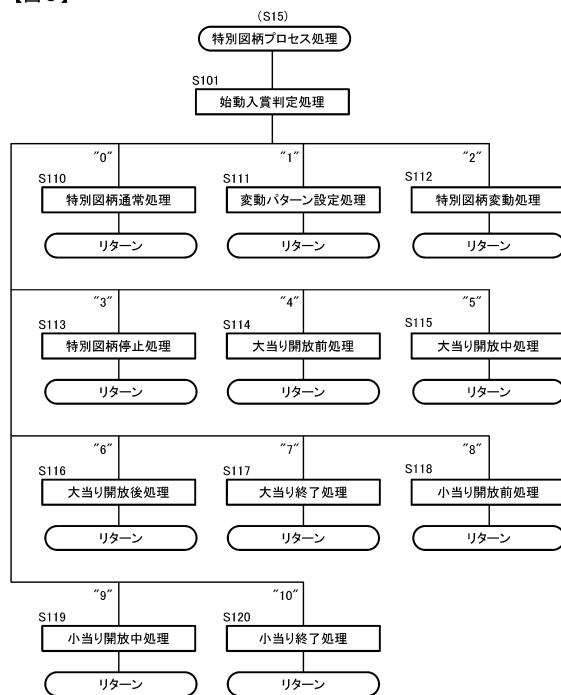 (S15)
特別図柄プロセス処理
S101
始動入賞判定処理
"0" "1" "2"
S110 S111 S112
特別図柄通常処理 変動パターン設定処理 特別図柄変動処理
リターン リターン リターン
"3" "4" "5"
S113 S114 S115
特別図柄停止処理 大当り開放前処理 大当り開放中処理
リターン リターン リターン
"6" "7" "8"
S116 S117 S118
大当り開放後処理 大当り終了処理 小当り開放前処理
リターン リターン リターン
"9" "10"
S119 S120
小当り開放中処理 小当り終了処理
リターン リターン